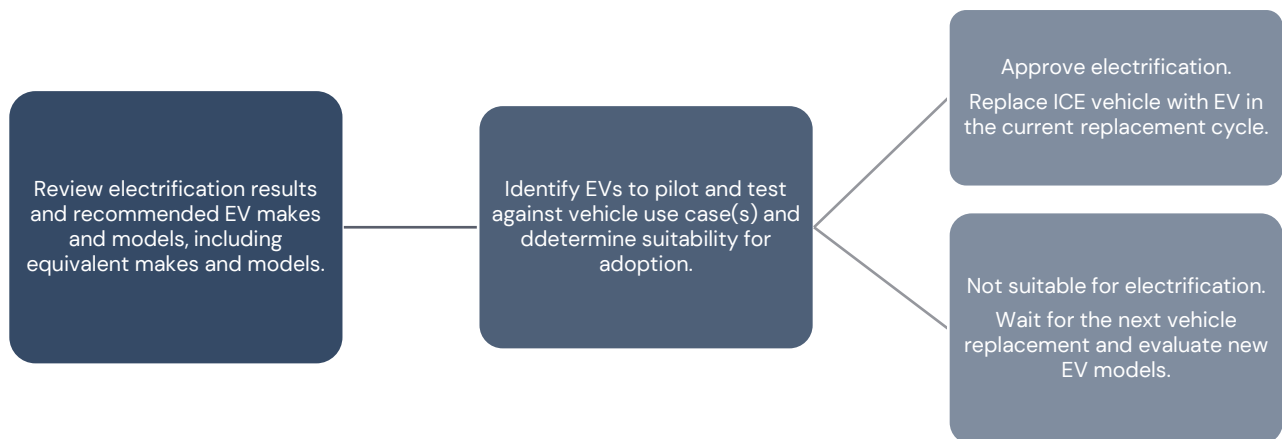 Review electrification results
and recommended EV makes
and models, including
equivalent makes and models.
Identify EVs to pilot and test
against vehicle use case(s) and
ddetermine suitability for
adoption.
Approve electrification.
Replace ICE vehicle with EV in
the current replacement cycle.
Not suitable for electrification.
Wait for the next vehicle
replacement and evaluate new
EV models.